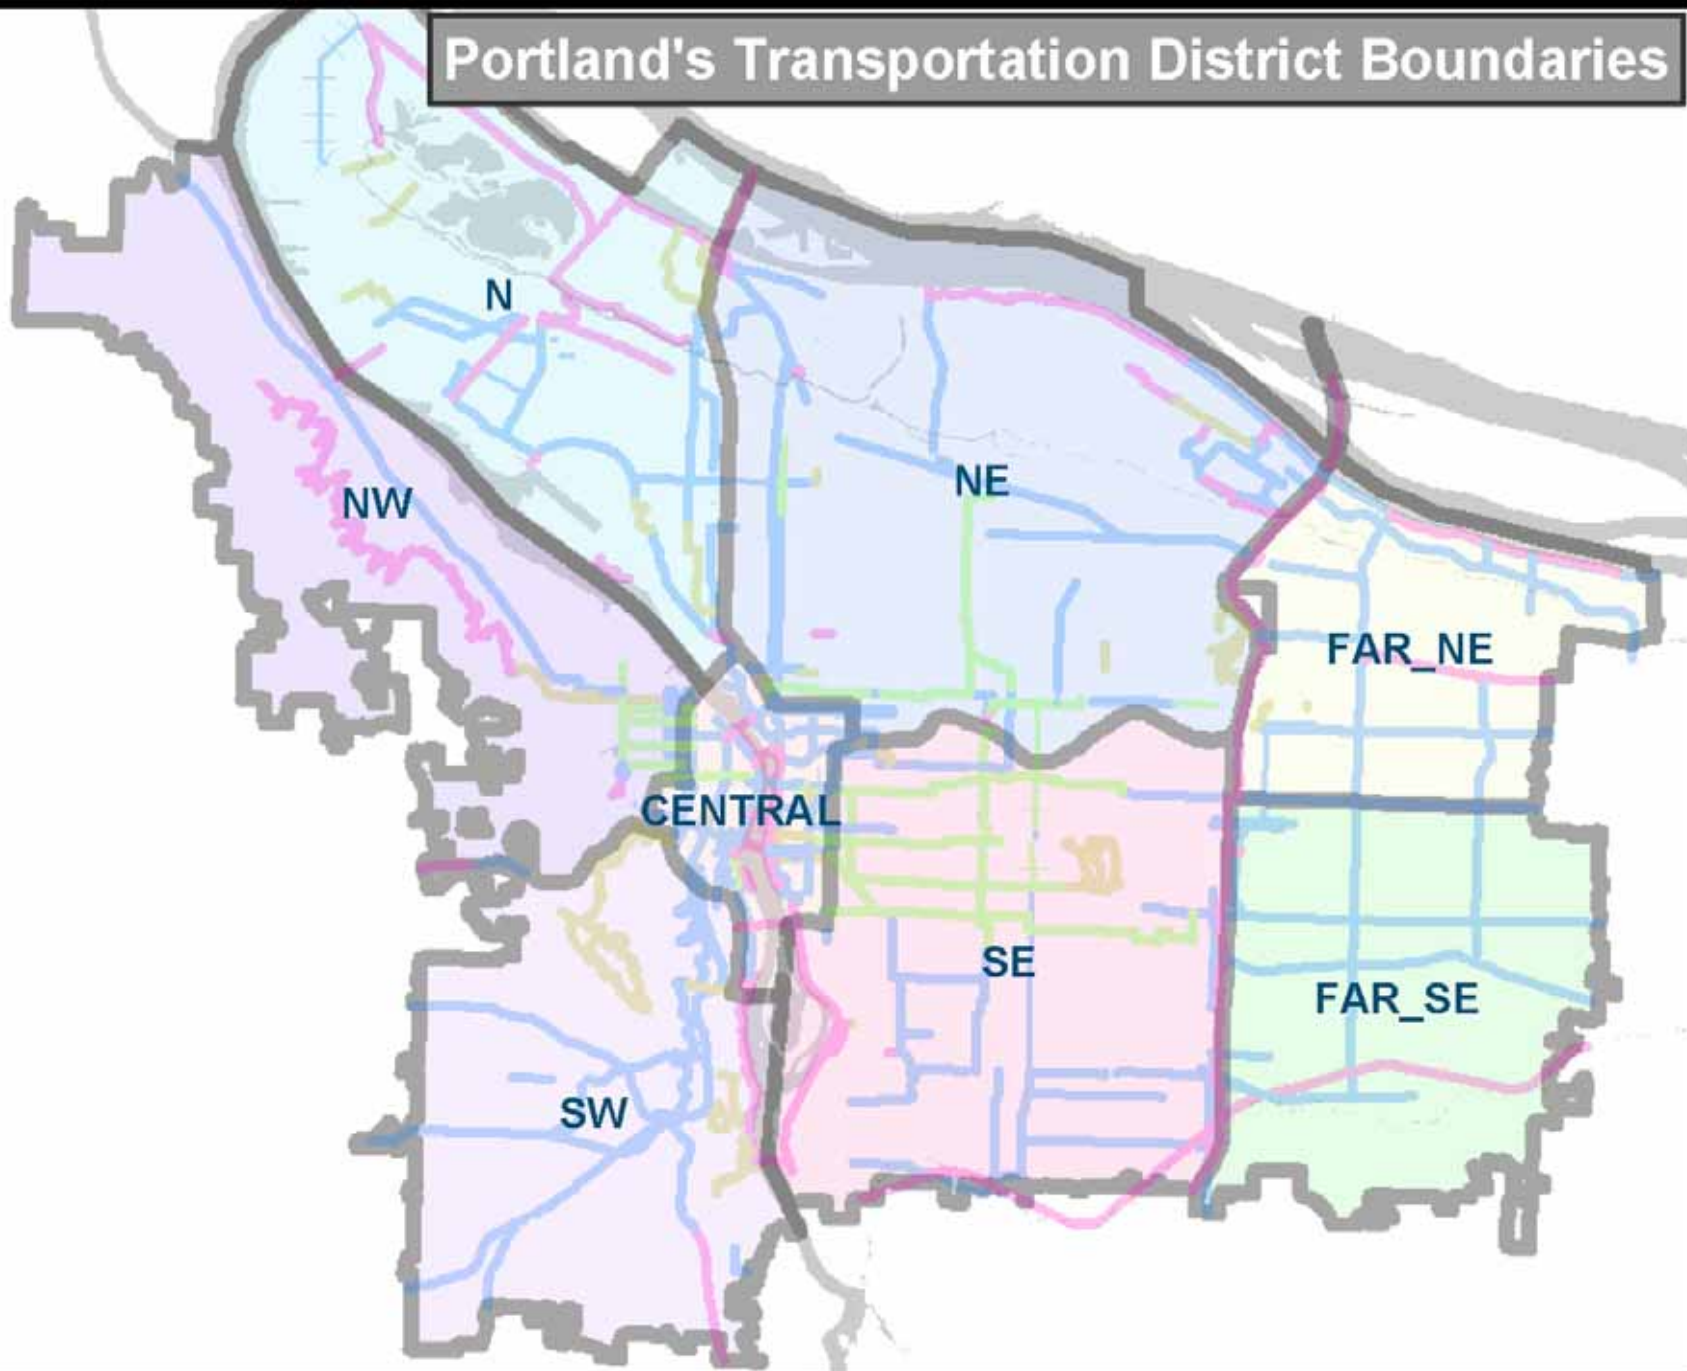 Portland's Transportation District Boundaries
N
NW
NE
FAR_NE
CENTRAL
SE
FAR_SE
SW